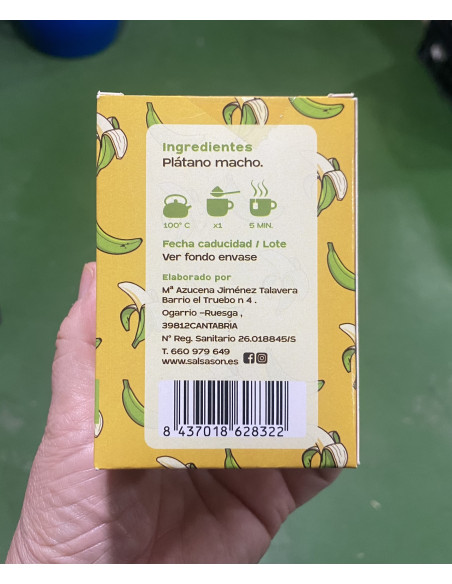 Ingredientes
Plátano macho.
100º C
x1
5 MIN.
Fecha caducidad / Lote
Ver fondo envase
Elaborado por
Mª Azucena Jiménez Talavera
Barrio el Truebo n 4 .
Ogarrio -Ruesga ,
39812CANTABRIA
Nº Reg. Sanitario 26.018845/S
T. 660 979 649
www.salsason.es
8 437018 628322